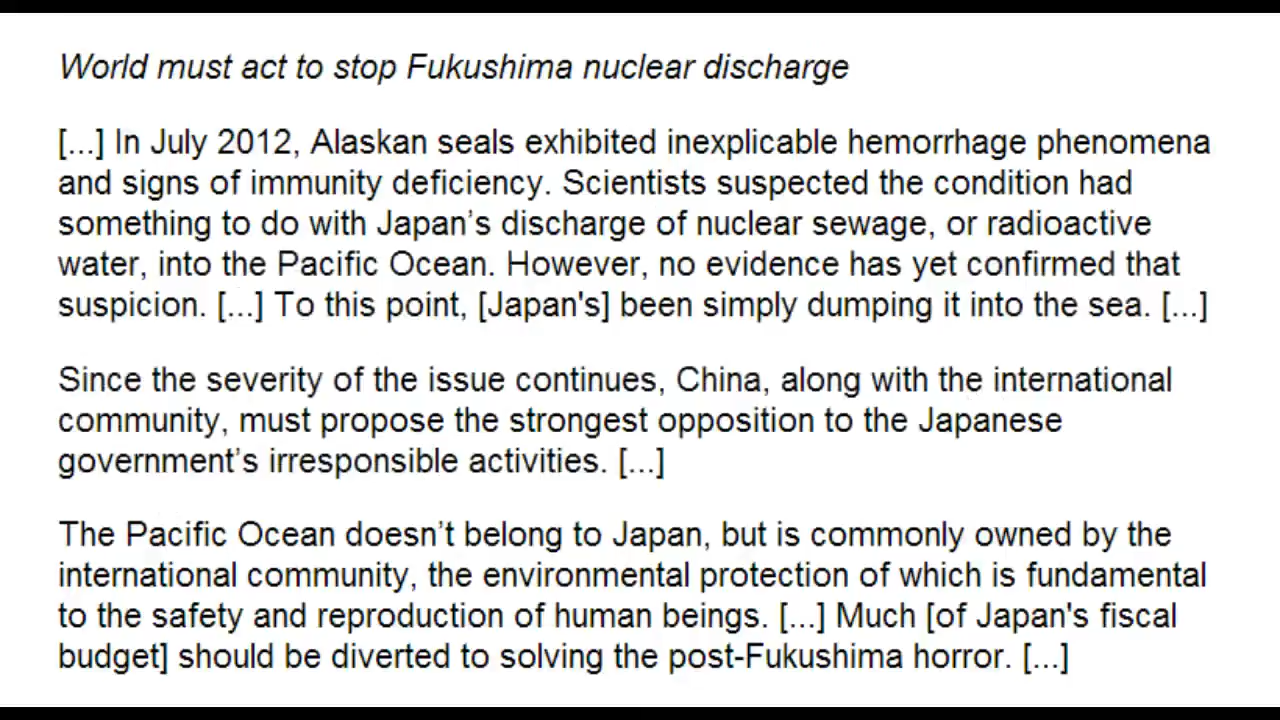 World must act to stop Fukushima nuclear discharge
[...] In July 2012, Alaskan seals exhibited inexplicable hemorrhage phenomena
and signs of immunity deficiency. Scientists suspected the condition had
something to do with Japan’s discharge of nuclear sewage, or radioactive
water, into the Pacific Ocean. However, no evidence has yet confirmed that
suspicion. [...] To this point, [Japan's] been simply dumping it into the sea. [...]
Since the severity of the issue continues, China, along with the international
community, must propose the strongest opposition to the Japanese
government’s irresponsible activities. [...]
The Pacific Ocean doesn’t belong to Japan, but is commonly owned by the
international community, the environmental protection of which is fundamental
to the safety and reproduction of human beings. [...] Much [of Japan's fiscal
budget] should be diverted to solving the post-Fukushima horror. [...]